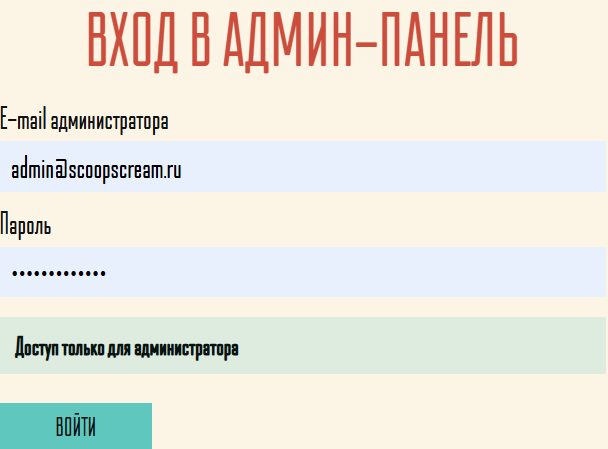 ВХОД В АДМИН-ПАНЕЛЬ
E-mail администратора
admin@scoopscream.ru
Пароль
•••••••••••••
Доступ только для администратора
ВОЙТИ